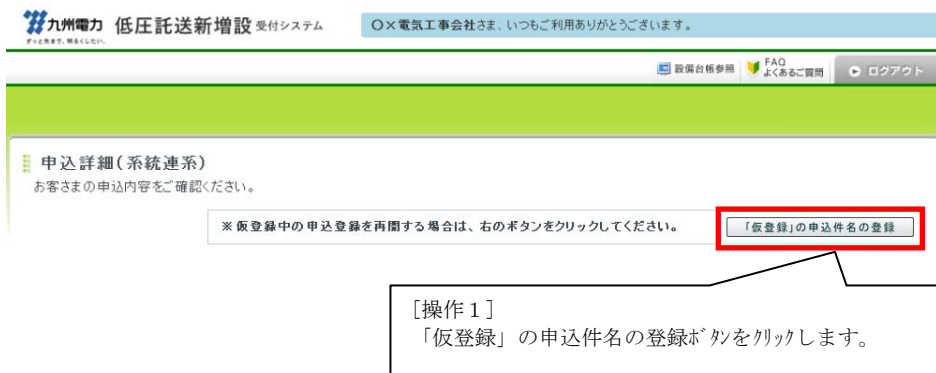 九州電力 低圧託送新増設 受付システム 〇×電気工事会社さま、いつもご利用ありがとうございます。
ずっと先まで、明るくしたい。
設備台帳参照 FAQ よくあるご質問 ログアウト
申込詳細(系統連系)
お客さまの申込内容をご確認ください。
※仮登録中の申込登録を再開する場合は、右のボタンをクリックしてください。 「仮登録」の申込件名の登録
[操作1]
「仮登録」の申込件名の登録ボタンをクリックします。